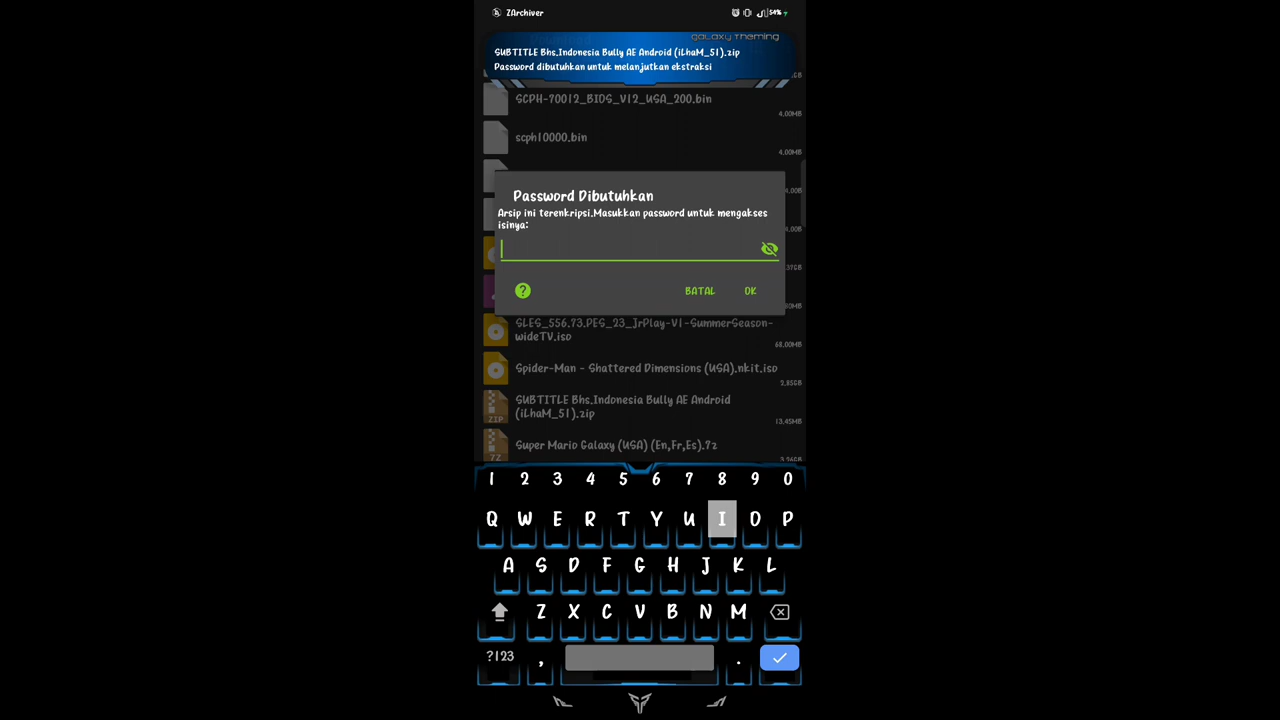 ZArchiver
54%
galaxy Theming
SUBTITLE Bhs.Indonesia Bully AE Android (iLhaM_51).zip
Password dibutuhkan untuk melanjutkan ekstraksi
SCPH-70012_BIOS_V12_USA_200.bin
4,00MB
scph10000.bin
4,00MB
Password Dibutuhkan
Arsip ini terenkripsi.Masukkan password untuk mengakses
isinya:
?
BATAL
OK
SLES_556.73.PES_23_JrPlay-V1-SummerSeason-
wideTV.iso
68,00MB
Spider-Man - Shattered Dimensions (USA).nkit.iso
2,85GB
SUBTITLE Bhs.Indonesia Bully AE Android
(iLhaM_51).zip
ZIP
13,45MB
Super Mario Galaxy (USA) (En,Fr,Es).7z
7Z
1 2 3 4 5 6 7 8 9 0
Q W E R T Y U I O P
A S D F G H J K L
Z X C V B N M
?123 , .